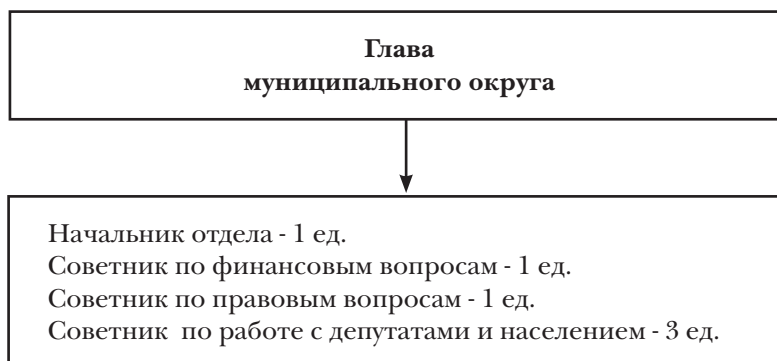 Глава
муниципального округа
Начальник отдела - 1 ед.
Советник по финансовым вопросам - 1 ед.
Советник по правовым вопросам - 1 ед.
Советник по работе с депутатами и населением - 3 ед.